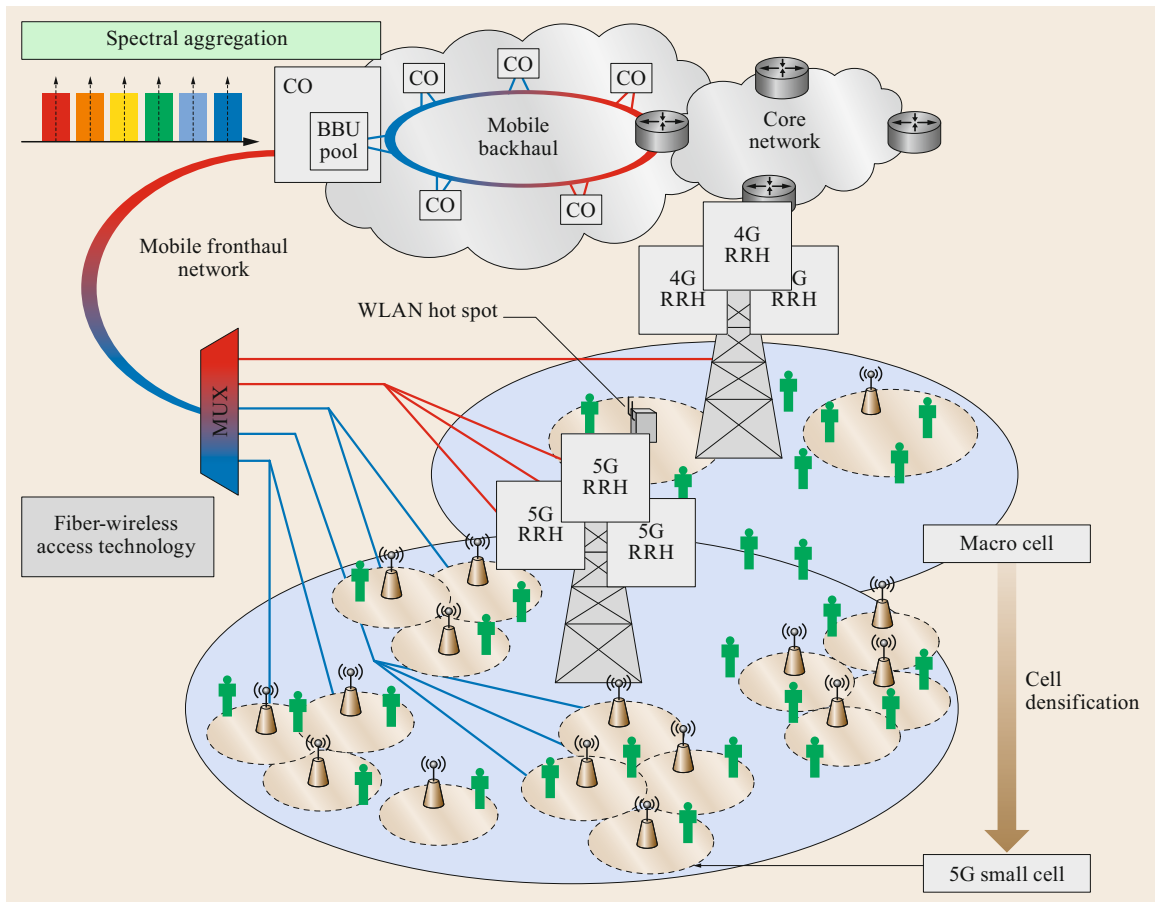 Spectral aggregation
CO
BBU
pool
CO
CO
CO
CO
CO
Mobile
backhaul
Core
network
Mobile fronthaul
network
4G
RRH
4G
RRH
G
RRH
WLAN hot spot
MUX
5G
RRH
5G
RRH
5G
RRH
Fiber-wireless
access technology
Macro cell
Cell
densification
5G small cell